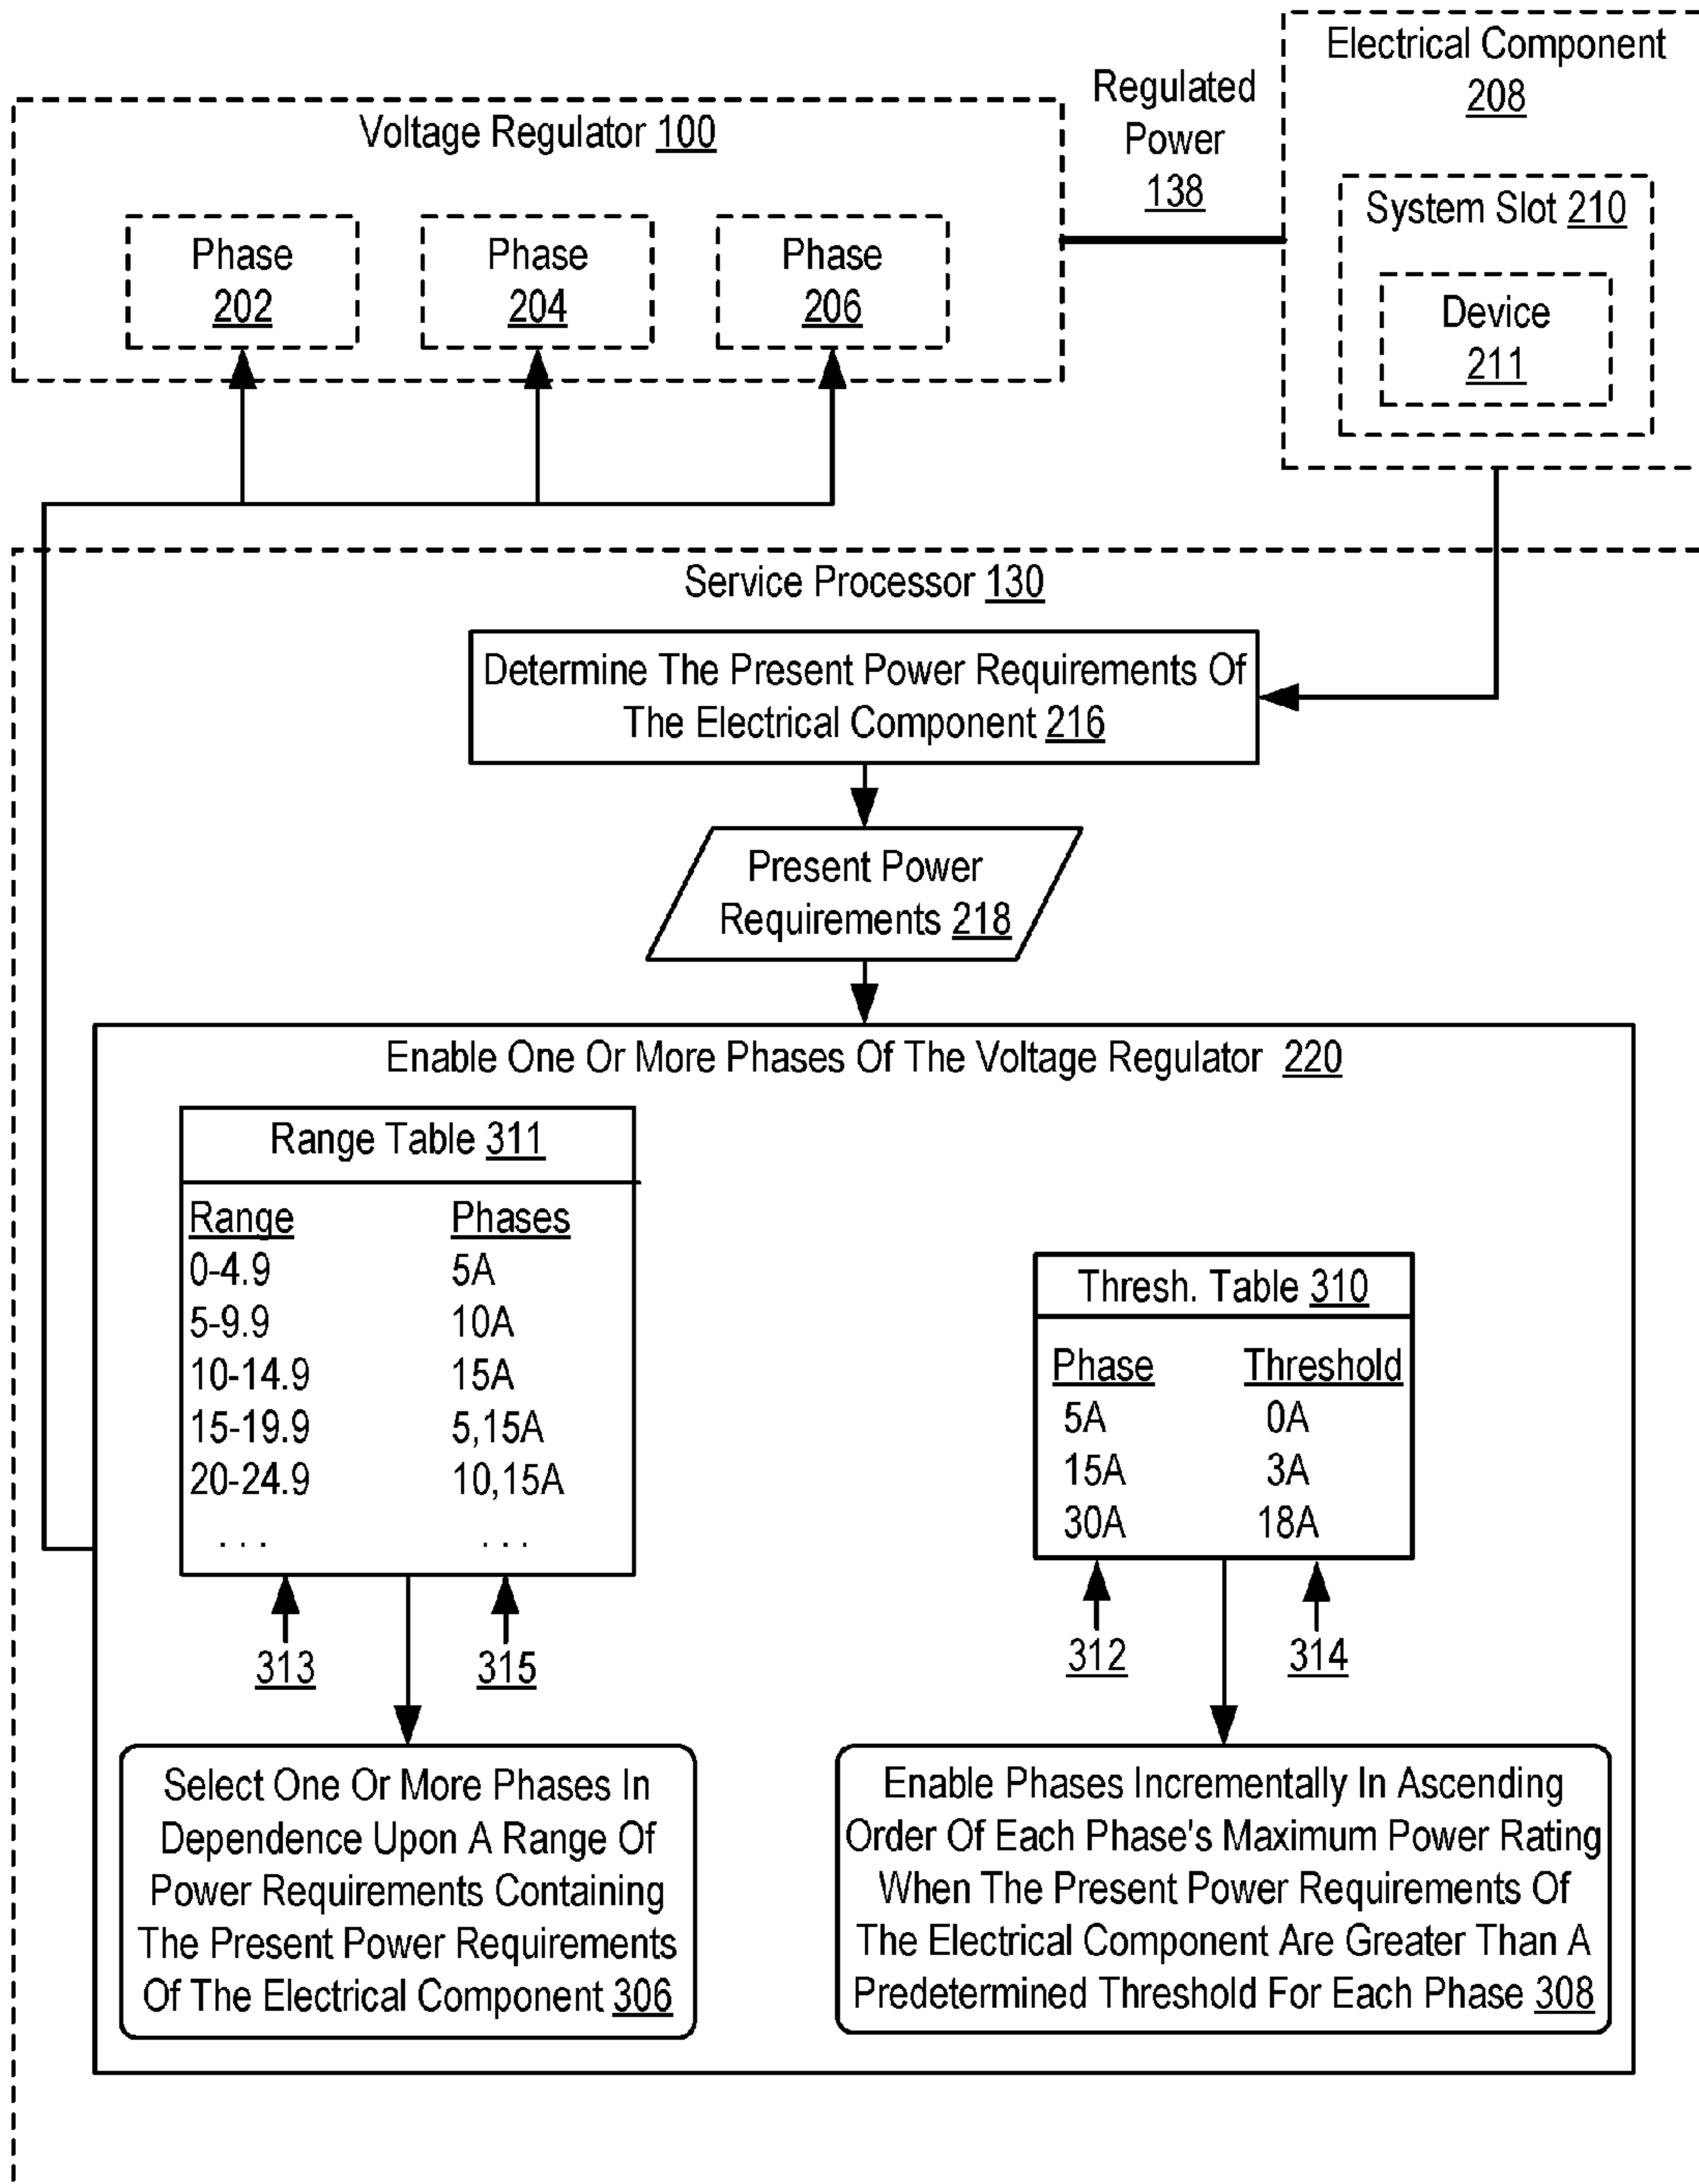 Electrical Component
208
Regulated
Power
138
Voltage Regulator 100
System Slot 210
Phase
202
Phase
204
Phase
206
Device
211
Service Processor 130
Determine The Present Power Requirements Of
The Electrical Component 216
Present Power
Requirements 218
Enable One Or More Phases Of The Voltage Regulator 220
Range Table 311
Range Phases
0-4.9 5A
5-9.9 10A
10-14.9 15A
15-19.9 5,15A
20-24.9 10,15A
. . . . . .
313 315
Select One Or More Phases In
Dependence Upon A Range Of
Power Requirements Containing
The Present Power Requirements
Of The Electrical Component 306
Thresh. Table 310
Phase Threshold
5A 0A
15A 3A
30A 18A
312 314
Enable Phases Incrementally In Ascending
Order Of Each Phase's Maximum Power Rating
When The Present Power Requirements Of
The Electrical Component Are Greater Than A
Predetermined Threshold For Each Phase 308